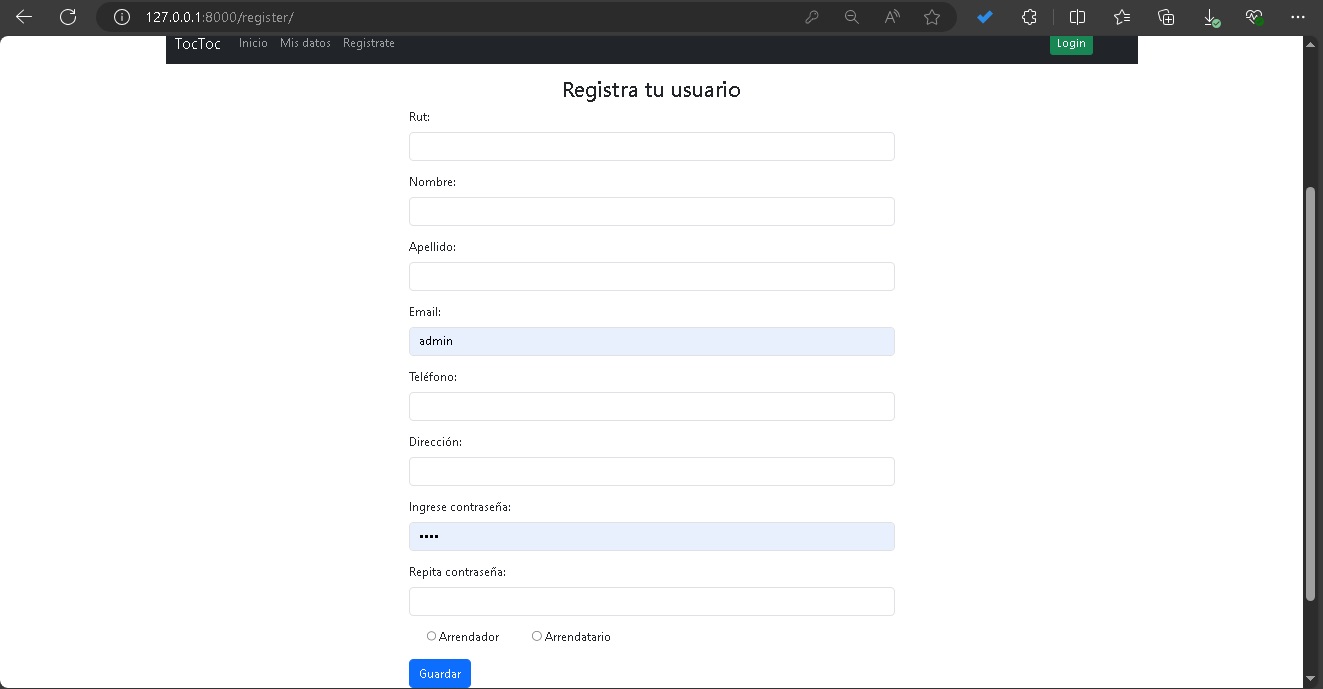 127.0.0.1:8000/register/
TocToc Inicio Mis datos Registrate Login
Registra tu usuario
Rut:
Nombre:
Apellido:
Email:
admin
Teléfono:
Dirección:
Ingrese contraseña:
••••
Repita contraseña:
Arrendador Arrendatario
Guardar